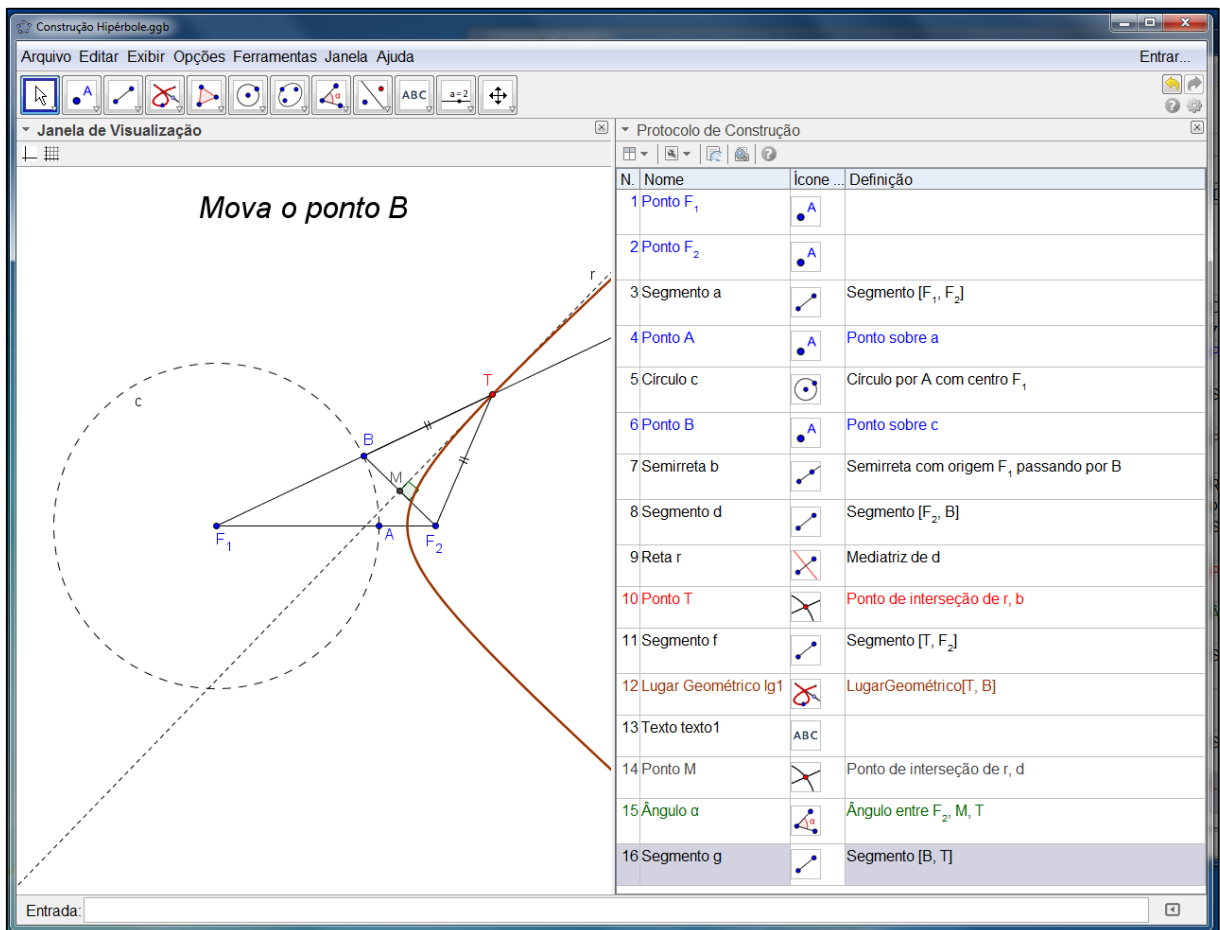 Construção Hipérbole.ggb
Arquivo Editar Exibir Opções Ferramentas Janela Ajuda Entrar...
A
α
ABC
a=2
Janela de Visualização
Mova o ponto B
r
T
c
B
M
F1
A
F2
Protocolo de Construção
N. Nome Ícone ... Definição
1 Ponto F1 A
2 Ponto F2 A
3 Segmento a Segmento [F1, F2]
4 Ponto A A Ponto sobre a
5 Círculo c Círculo por A com centro F1
6 Ponto B A Ponto sobre c
7 Semirreta b Semirreta com origem F1 passando por B
8 Segmento d Segmento [F2, B]
9 Reta r Mediatriz de d
10 Ponto T Ponto de interseção de r, b
11 Segmento f Segmento [T, F2]
12 Lugar Geométrico lg1 LugarGeométrico[T, B]
13 Texto texto1 ABC
14 Ponto M Ponto de interseção de r, d
15 Ângulo α α Ângulo entre F2, M, T
16 Segmento g Segmento [B, T]
Entrada: